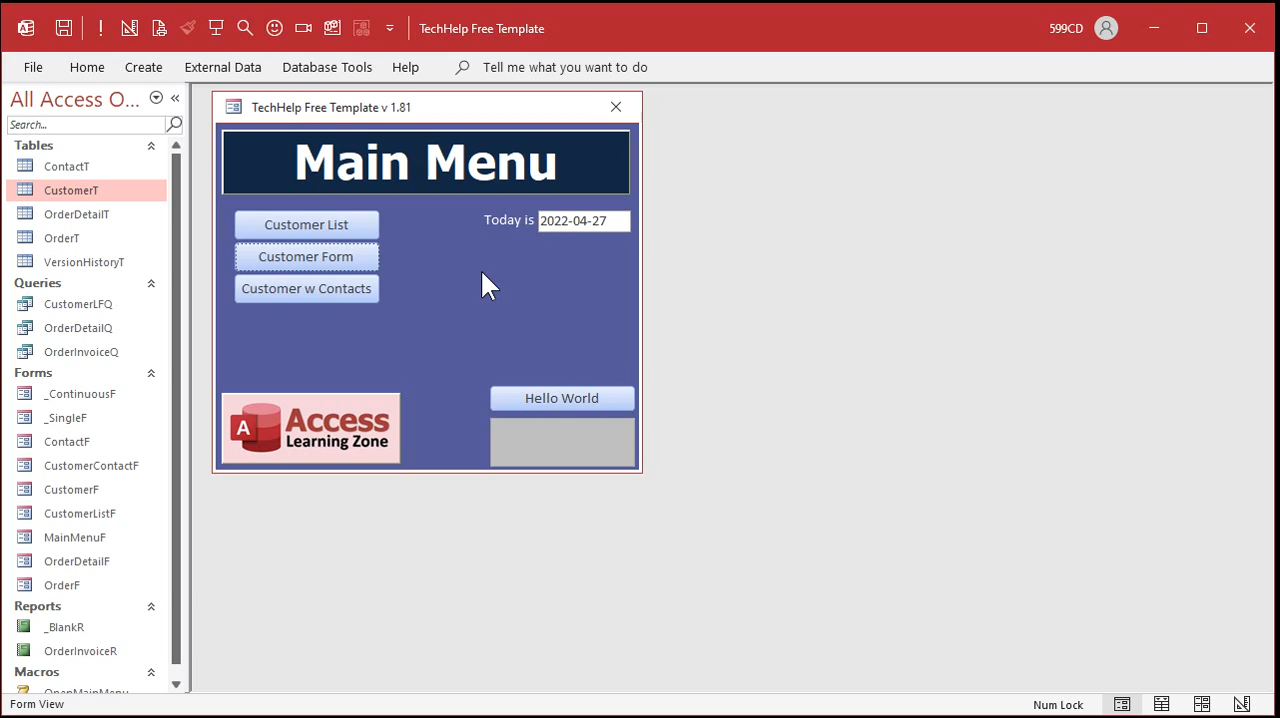 TechHelp Free Template
599CD
File Home Create External Data Database Tools Help Tell me what you want to do
All Access O...
Search...
Tables
ContactT
CustomerT
OrderDetailT
OrderT
VersionHistoryT
Queries
CustomerLFQ
OrderDetailQ
OrderInvoiceQ
Forms
_ContinuousF
_SingleF
ContactF
CustomerContactF
CustomerF
CustomerListF
MainMenuF
OrderDetailF
OrderF
Reports
_BlankR
OrderInvoiceR
Macros
OpenMainMenu
TechHelp Free Template v 1.81
Main Menu
Customer List
Today is 2022-04-27
Customer Form
Customer w Contacts
Hello World
A Access
Learning Zone
Form View
Num Lock